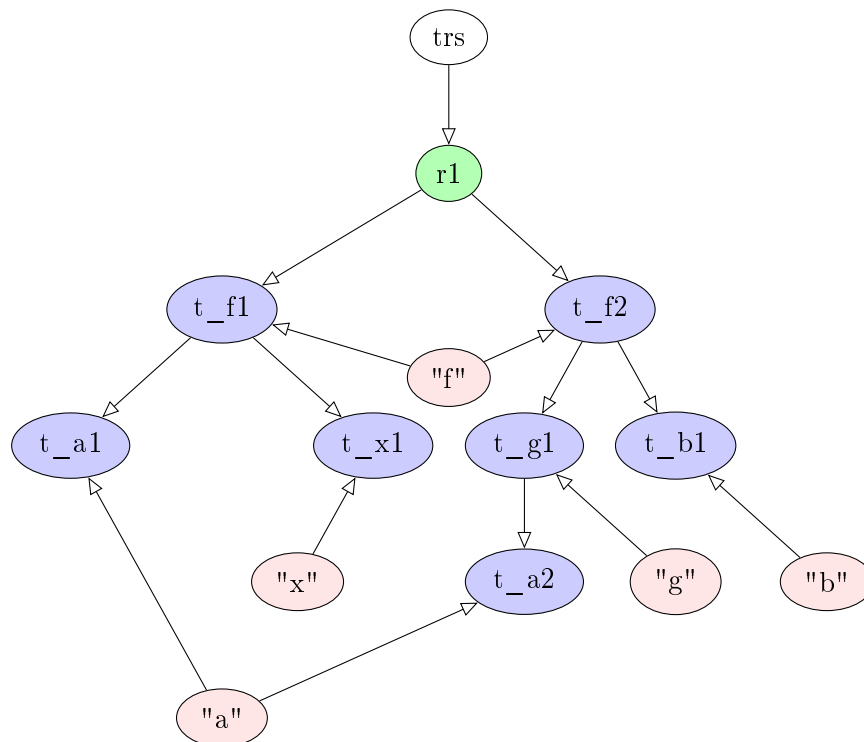 trs
r1
t_f1
t_f2
"f"
t_a1
t_x1
t_g1
t_b1
"x"
t_a2
"g"
"b"
"a"